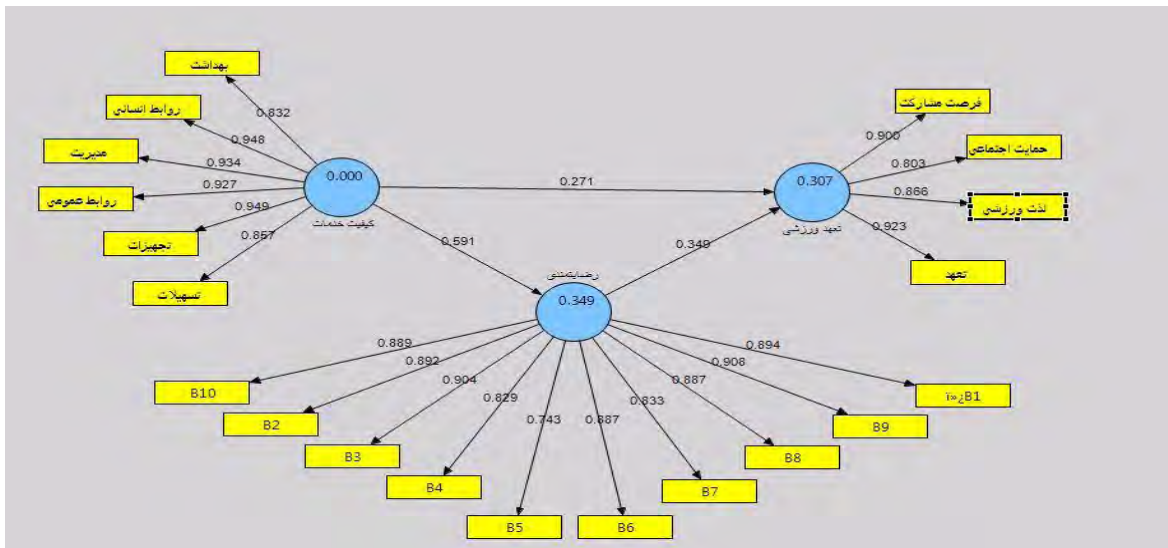 بهداشت
0.832
روابط انسانی
0.948
مدیریت
0.934
روابط عمومی
0.927
تجهیزات
0.949
تسهیلات
0.857
0.000
کیفیت خدمات
0.271
0.591
فرصت مشارکت
0.900
حمایت اجتماعی
0.803
لذت ورزشی
0.866
تعهد
0.923
0.307
تعهد ورزشی
0.349
رضایتمندی
0.349
0.889
0.892
0.904
0.829
0.743
0.887
0.833
0.887
0.908
0.894
B10
B2
B3
B4
B5
B6
B7
B8
B9
ï»¿B1